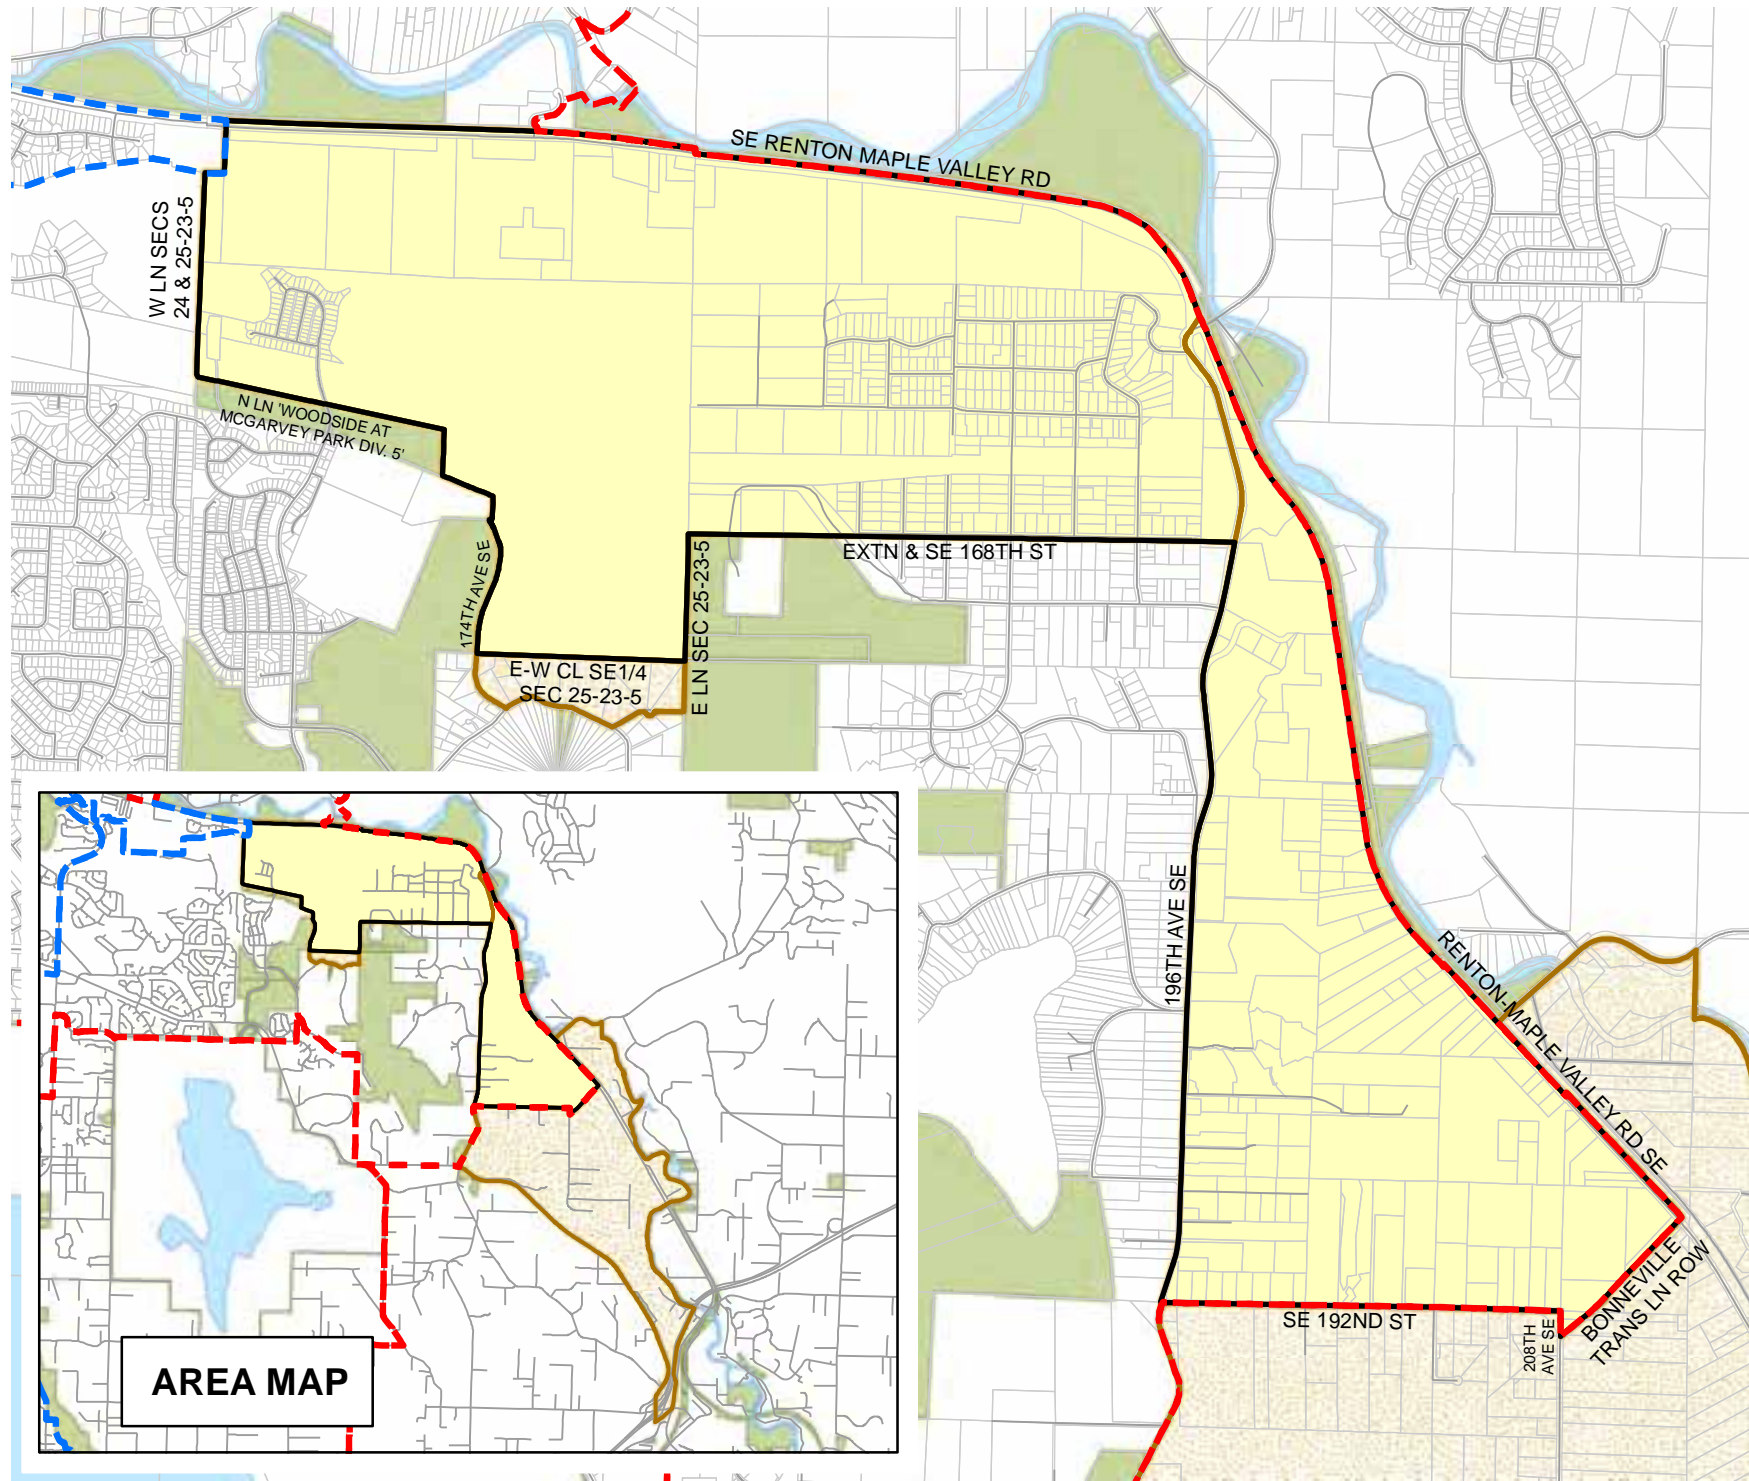 SE RENTON MAPLE VALLEY RD
W LN SECS
24 & 25-23-5
N LN 'WOODSIDE AT
MCGARVEY PARK DIV. 5'
174TH AVE SE
EXTN & SE 168TH ST
E LN SEC 25-23-5
E-W CL SE1/4
SEC 25-23-5
196TH AVE SE
RENTON-MAPLE VALLEY RD SE
BONNEVILLE
TRANS LN ROW
SE 192ND ST
208TH
AVE SE
AREA MAP